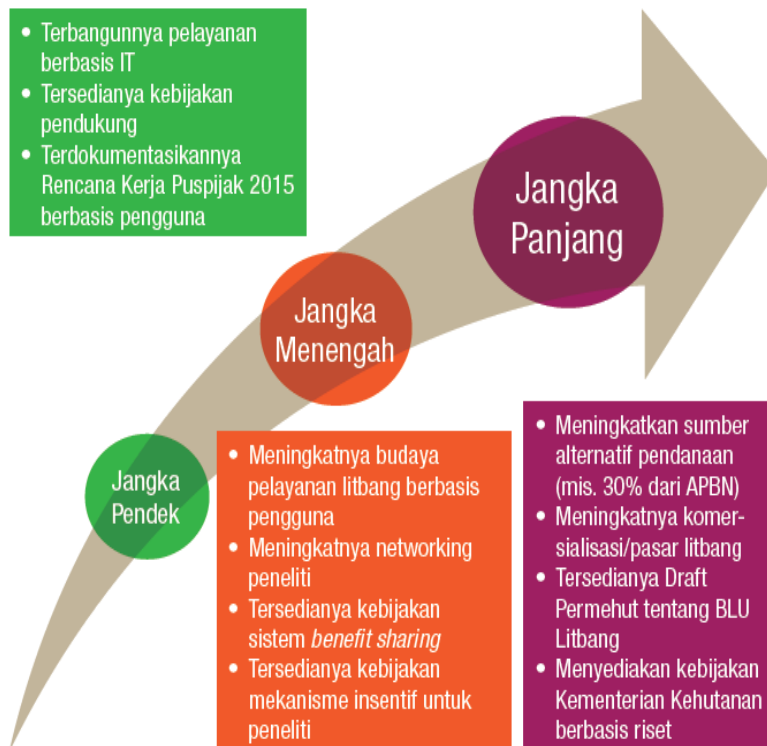 • Terbangunnya pelayanan
berbasis IT
• Tersedianya kebijakan
pendukung
• Terdokumentasikannya
Rencana Kerja Puspijak 2015
berbasis pengguna
Jangka
Panjang
Jangka
Menengah
Jangka
Pendek
• Meningkatnya budaya
pelayanan litbang berbasis
pengguna
• Meningkatnya networking
peneliti
• Tersedianya kebijakan
sistem benefit sharing
• Tersedianya kebijakan
mekanisme insentif untuk
peneliti
• Meningkatkan sumber
alternatif pendanaan
(mis. 30% dari APBN)
• Meningkatnya komer-
sialisasi/pasar litbang
• Tersedianya Draft
Permehut tentang BLU
Litbang
• Menyediakan kebijakan
Kementerian Kehutanan
berbasis riset